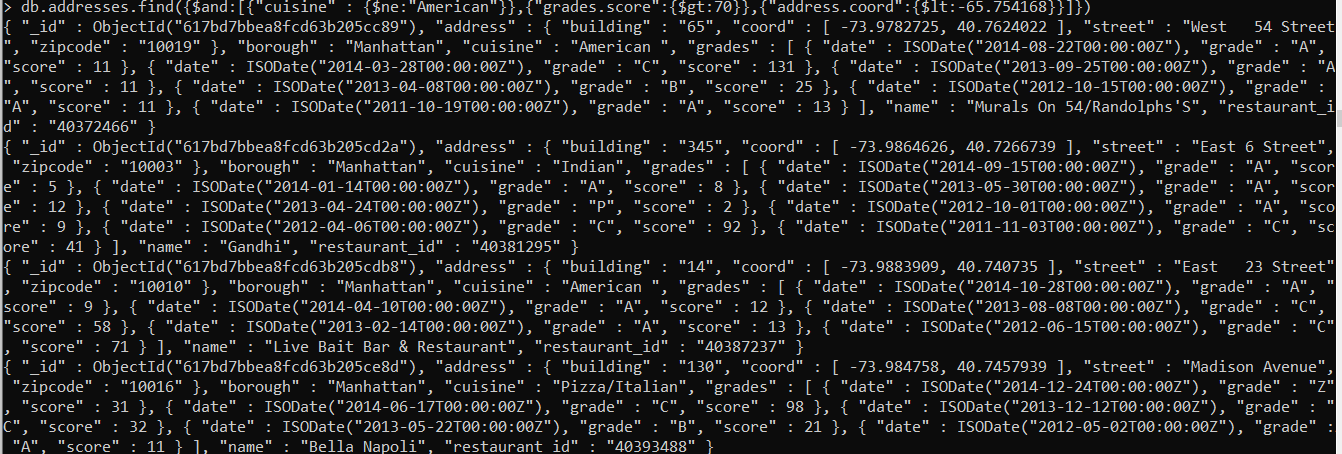 > db.addresses.find({$and:[{"cuisine" : {$ne:"American"}},{"grades.score":{$gt:70}},{"address.coord":{$lt:-65.754168}}]})
{ "_id" : ObjectId("617bd7bbea8fcd63b205cc89"), "address" : { "building" : "65", "coord" : [ -73.9782725, 40.7624022 ], "street" : "West   54 Street"
, "zipcode" : "10019" }, "borough" : "Manhattan", "cuisine" : "American ", "grades" : [ { "date" : ISODate("2014-08-22T00:00:00Z"), "grade" : "A",
"score" : 11 }, { "date" : ISODate("2014-03-28T00:00:00Z"), "grade" : "C", "score" : 131 }, { "date" : ISODate("2013-09-25T00:00:00Z"), "grade" : "A
", "score" : 11 }, { "date" : ISODate("2013-04-08T00:00:00Z"), "grade" : "B", "score" : 25 }, { "date" : ISODate("2012-10-15T00:00:00Z"), "grade" :
"A", "score" : 11 }, { "date" : ISODate("2011-10-19T00:00:00Z"), "grade" : "A", "score" : 13 } ], "name" : "Murals On 54/Randolphs'S", "restaurant_i
d" : "40372466" }
{ "_id" : ObjectId("617bd7bbea8fcd63b205cd2a"), "address" : { "building" : "345", "coord" : [ -73.9864626, 40.7266739 ], "street" : "East 6 Street",
"zipcode" : "10003" }, "borough" : "Manhattan", "cuisine" : "Indian", "grades" : [ { "date" : ISODate("2014-09-15T00:00:00Z"), "grade" : "A", "scor
e" : 5 }, { "date" : ISODate("2014-01-14T00:00:00Z"), "grade" : "A", "score" : 8 }, { "date" : ISODate("2013-05-30T00:00:00Z"), "grade" : "A", "scor
e" : 12 }, { "date" : ISODate("2013-04-24T00:00:00Z"), "grade" : "P", "score" : 2 }, { "date" : ISODate("2012-10-01T00:00:00Z"), "grade" : "A", "sco
re" : 9 }, { "date" : ISODate("2012-04-06T00:00:00Z"), "grade" : "C", "score" : 92 }, { "date" : ISODate("2011-11-03T00:00:00Z"), "grade" : "C", "sc
ore" : 41 } ], "name" : "Gandhi", "restaurant_id" : "40381295" }
{ "_id" : ObjectId("617bd7bbea8fcd63b205cdb8"), "address" : { "building" : "14", "coord" : [ -73.9883909, 40.740735 ], "street" : "East   23 Street"
, "zipcode" : "10010" }, "borough" : "Manhattan", "cuisine" : "American ", "grades" : [ { "date" : ISODate("2014-10-28T00:00:00Z"), "grade" : "A", "
score" : 9 }, { "date" : ISODate("2014-04-10T00:00:00Z"), "grade" : "A", "score" : 12 }, { "date" : ISODate("2013-08-08T00:00:00Z"), "grade" : "C",
"score" : 58 }, { "date" : ISODate("2013-02-14T00:00:00Z"), "grade" : "A", "score" : 13 }, { "date" : ISODate("2012-06-15T00:00:00Z"), "grade" : "C"
, "score" : 71 } ], "name" : "Live Bait Bar & Restaurant", "restaurant_id" : "40387237" }
{ "_id" : ObjectId("617bd7bbea8fcd63b205ce8d"), "address" : { "building" : "130", "coord" : [ -73.984758, 40.7457939 ], "street" : "Madison Avenue",
"zipcode" : "10016" }, "borough" : "Manhattan", "cuisine" : "Pizza/Italian", "grades" : [ { "date" : ISODate("2014-12-24T00:00:00Z"), "grade" : "Z"
, "score" : 31 }, { "date" : ISODate("2014-06-17T00:00:00Z"), "grade" : "C", "score" : 98 }, { "date" : ISODate("2013-12-12T00:00:00Z"), "grade" : "
C", "score" : 32 }, { "date" : ISODate("2013-05-22T00:00:00Z"), "grade" : "B", "score" : 21 }, { "date" : ISODate("2012-05-02T00:00:00Z"), "grade" :
"A", "score" : 11 } ], "name" : "Bella Napoli", "restaurant_id" : "40393488" }